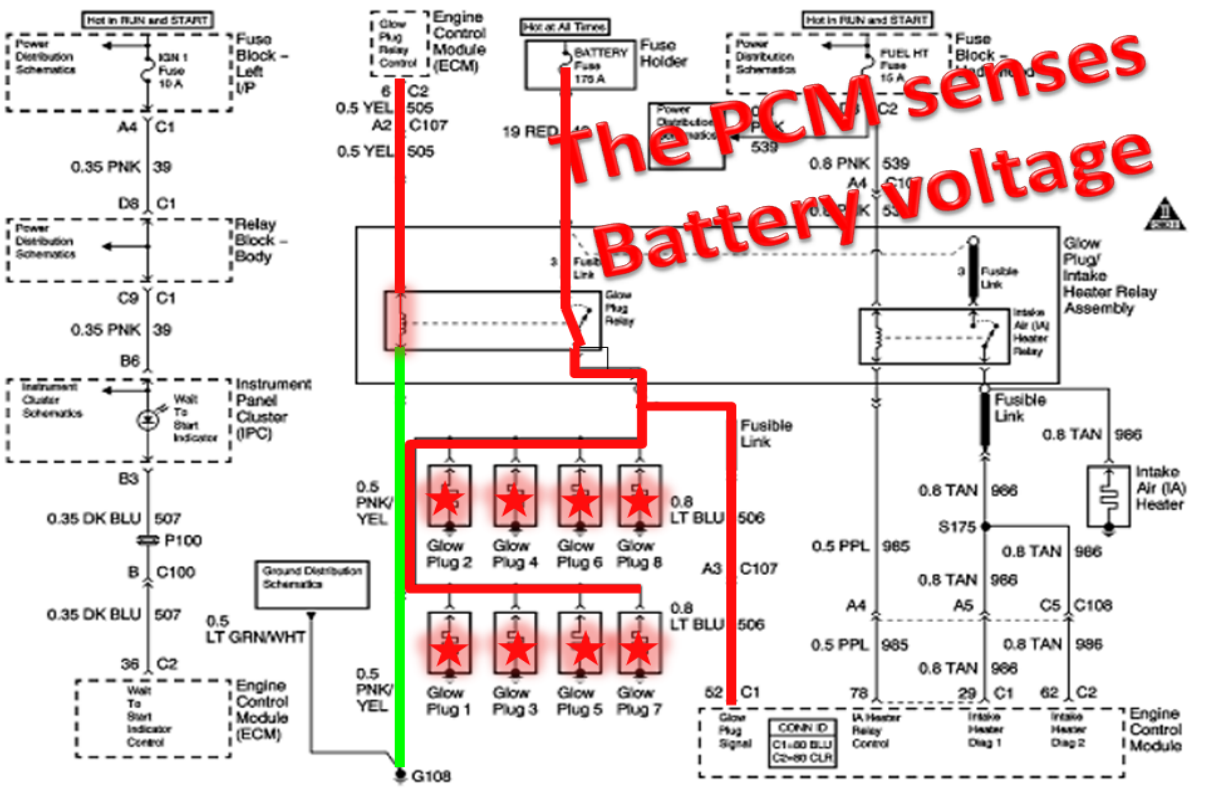 Hot in RUN and START
Power
Distribution
Schematics
IGN 1
Fuse
10 A
Fuse
Block –
Left
I/P
A4
C1
0.35 PNK
39
D8
C1
Power
Distribution
Schematics
Relay
Block –
Body
C9
C1
0.35 PNK
39
B6
Instrument
Cluster
Schematics
Wait
To
Start
Indicator
Instrument
Panel
Cluster
(IPC)
B3
0.35 DK BLU
507
P100
B
C100
0.35 DK BLU
507
36
C2
Wait
To
Start
Indicator
Control
Engine
Control
Module
(ECM)
Glow
Plug
Relay
Control
Engine
Control
Module
(ECM)
6
C2
0.5 YEL
505
A2
C107
0.5 YEL
505
Hot at All Times
BATTERY
Fuse
175 A
Fuse
Holder
19 RED
The PCM senses
Battery voltage
Hot in RUN and START
Power
Distribution
Schematics
FUEL HT
Fuse
15 A
Fuse
Block –
C2
Power
539
0.8 PNK
539
A4
3
Fusible
Link
Glow
Plug
Relay
3
Fusible
Link
Intake
Air (IA)
Heater
Relay
Glow
Plug/
Intake
Heater Relay
Assembly
II
Fusible
Link
0.5
PNK/
YEL
Glow
Plug 2
Glow
Plug 4
Glow
Plug 6
Glow
Plug 8
0.8
LT BLU
506
A3
C107
Ground Distribution
Schematics
0.5
LT GRN/WHT
0.5
PNK/
YEL
Glow
Plug 1
Glow
Plug 3
Glow
Plug 5
Glow
Plug 7
0.8
LT BLU
506
52
C1
G108
Fusible
Link
0.8 TAN
986
Intake
Air (IA)
Heater
0.8 TAN
986
S175
0.5 PPL
985
0.8 TAN
986
0.8 TAN
986
A4
A5
C5
C108
0.5 PPL
985
0.8 TAN
986
0.8 TAN
986
78
29
C1
62
C2
Glow
Plug
Signal
CONN ID
C1=80 BLU
C2=80 CLR
IA Heater
Relay
Control
Intake
Heater
Diag 1
Intake
Heater
Diag 2
Engine
Control
Module